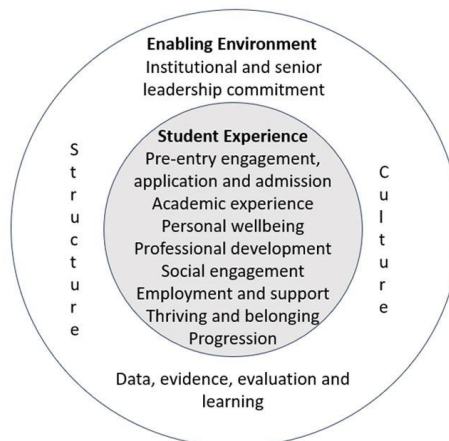 Enabling Environment
Institutional and senior
leadership commitment
Structure
Student Experience
Pre-entry engagement,
application and admission
Academic experience
Personal wellbeing
Professional development
Social engagement
Employment and support
Thriving and belonging
Progression
Culture
Data, evidence, evaluation and
learning